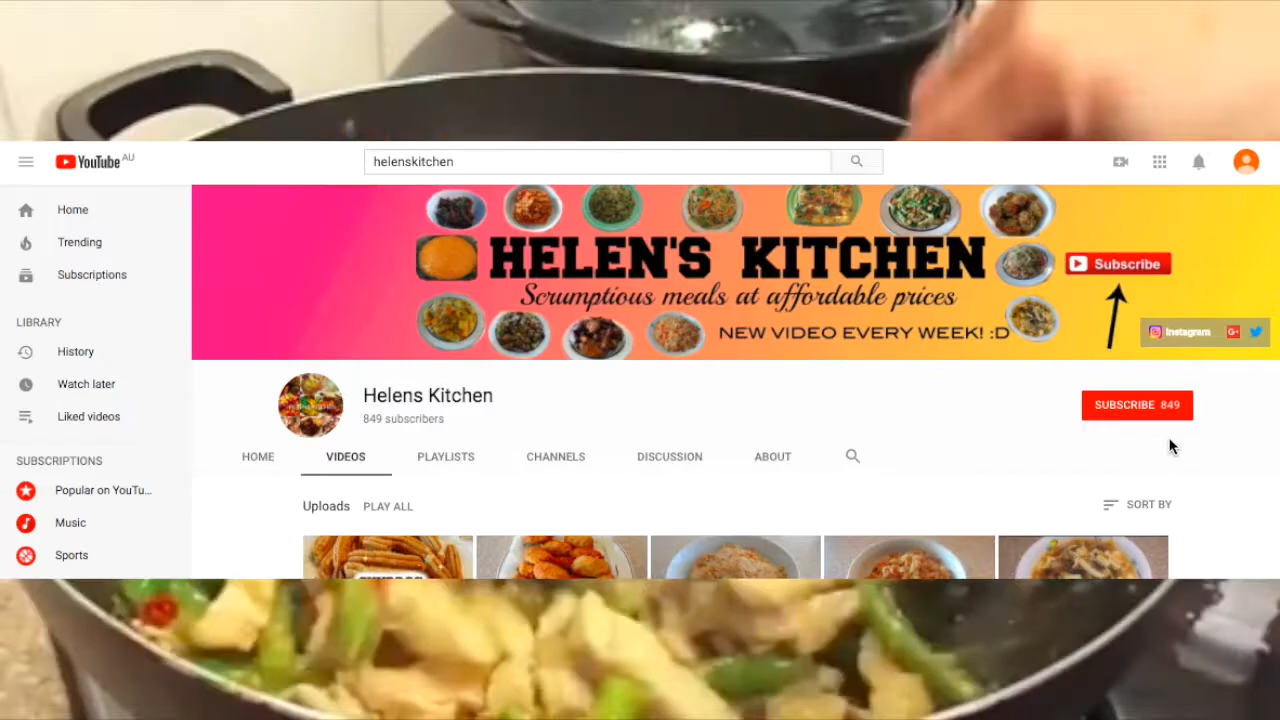 YouTube AU
helenskitchen
Home
Trending
Subscriptions
LIBRARY
History
Watch later
Liked videos
SUBSCRIPTIONS
Popular on YouTu...
Music
Sports
HELEN'S KITCHEN
Scrumptious meals at affordable prices
NEW VIDEO EVERY WEEK! :D
Subscribe
Instagram
Helens Kitchen
849 subscribers
SUBSCRIBE 849
HOME VIDEOS PLAYLISTS CHANNELS DISCUSSION ABOUT
Uploads PLAY ALL
SORT BY